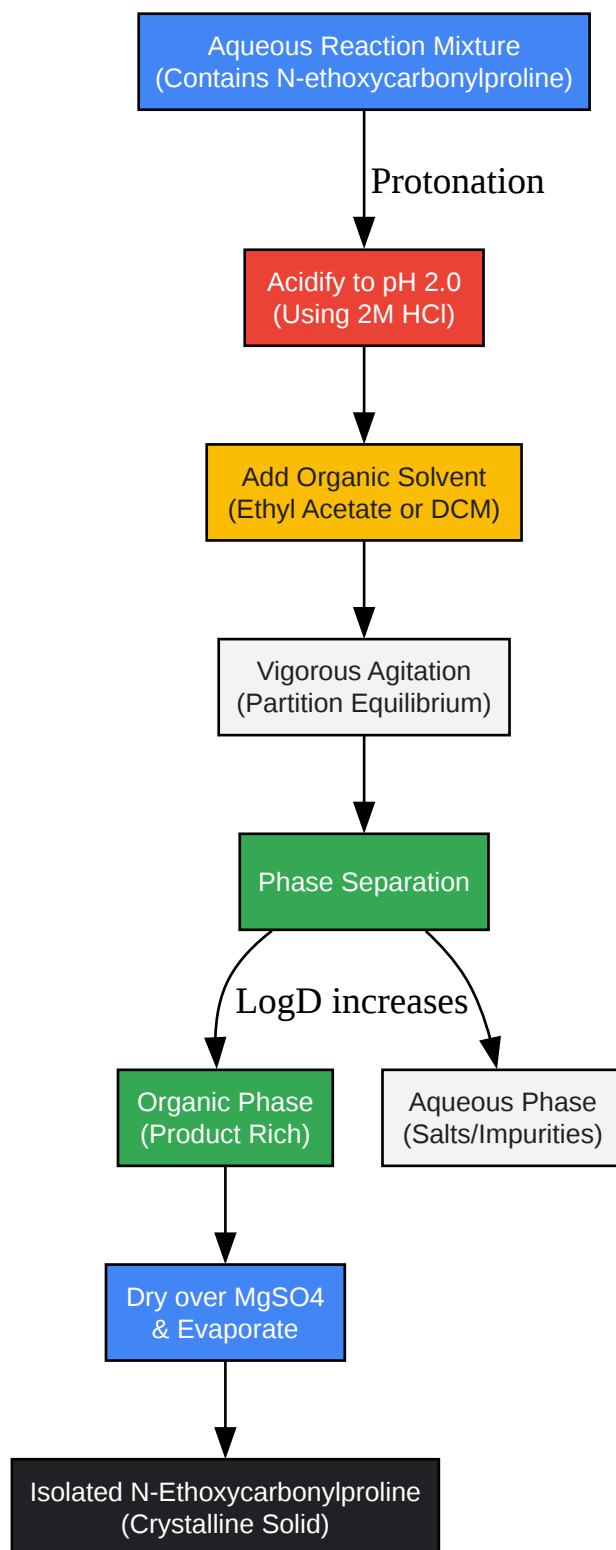 Aqueous Reaction Mixture
(Contains N-ethoxycarbonylproline)
Protonation
Acidify to pH 2.0
(Using 2M HCl)
Add Organic Solvent
(Ethyl Acetate or DCM)
Vigorous Agitation
(Partition Equilibrium)
Phase Separation
LogD increases
Organic Phase
(Product Rich)
Aqueous Phase
(Salts/Impurities)
Dry over MgSO4
& Evaporate
Isolated N-Ethoxycarbonylproline
(Crystalline Solid)